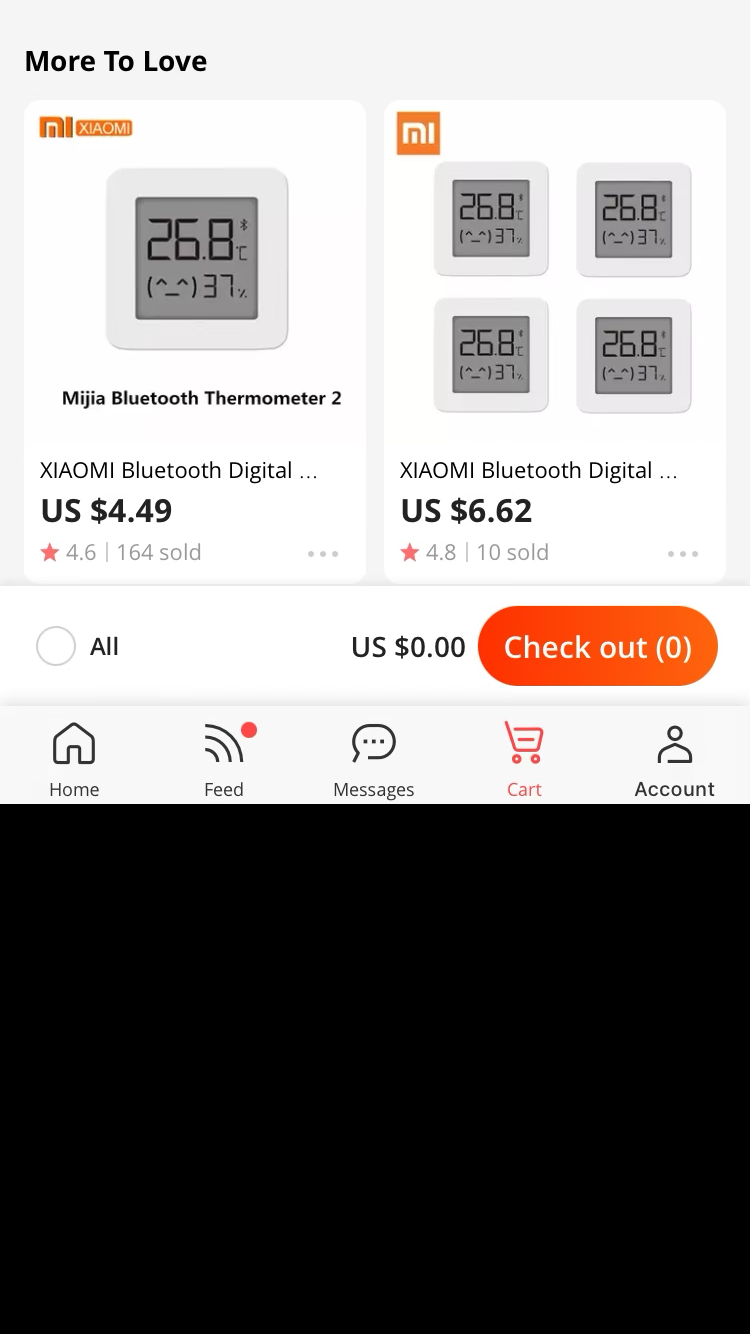 More To Love
mi XIAOMI
26.8 °C
(^_^) 37 %
Mijia Bluetooth Thermometer 2
XIAOMI Bluetooth Digital ...
US $4.49
4.6 | 164 sold
mi
26.8 °C
(^_^) 37 %
26.8 °C
(^_^) 37 %
26.8 °C
(^_^) 37 %
26.8 °C
(^_^) 37 %
XIAOMI Bluetooth Digital ...
US $6.62
4.8 | 10 sold
All
US $0.00
Check out (0)
Home
Feed
Messages
Cart
Account